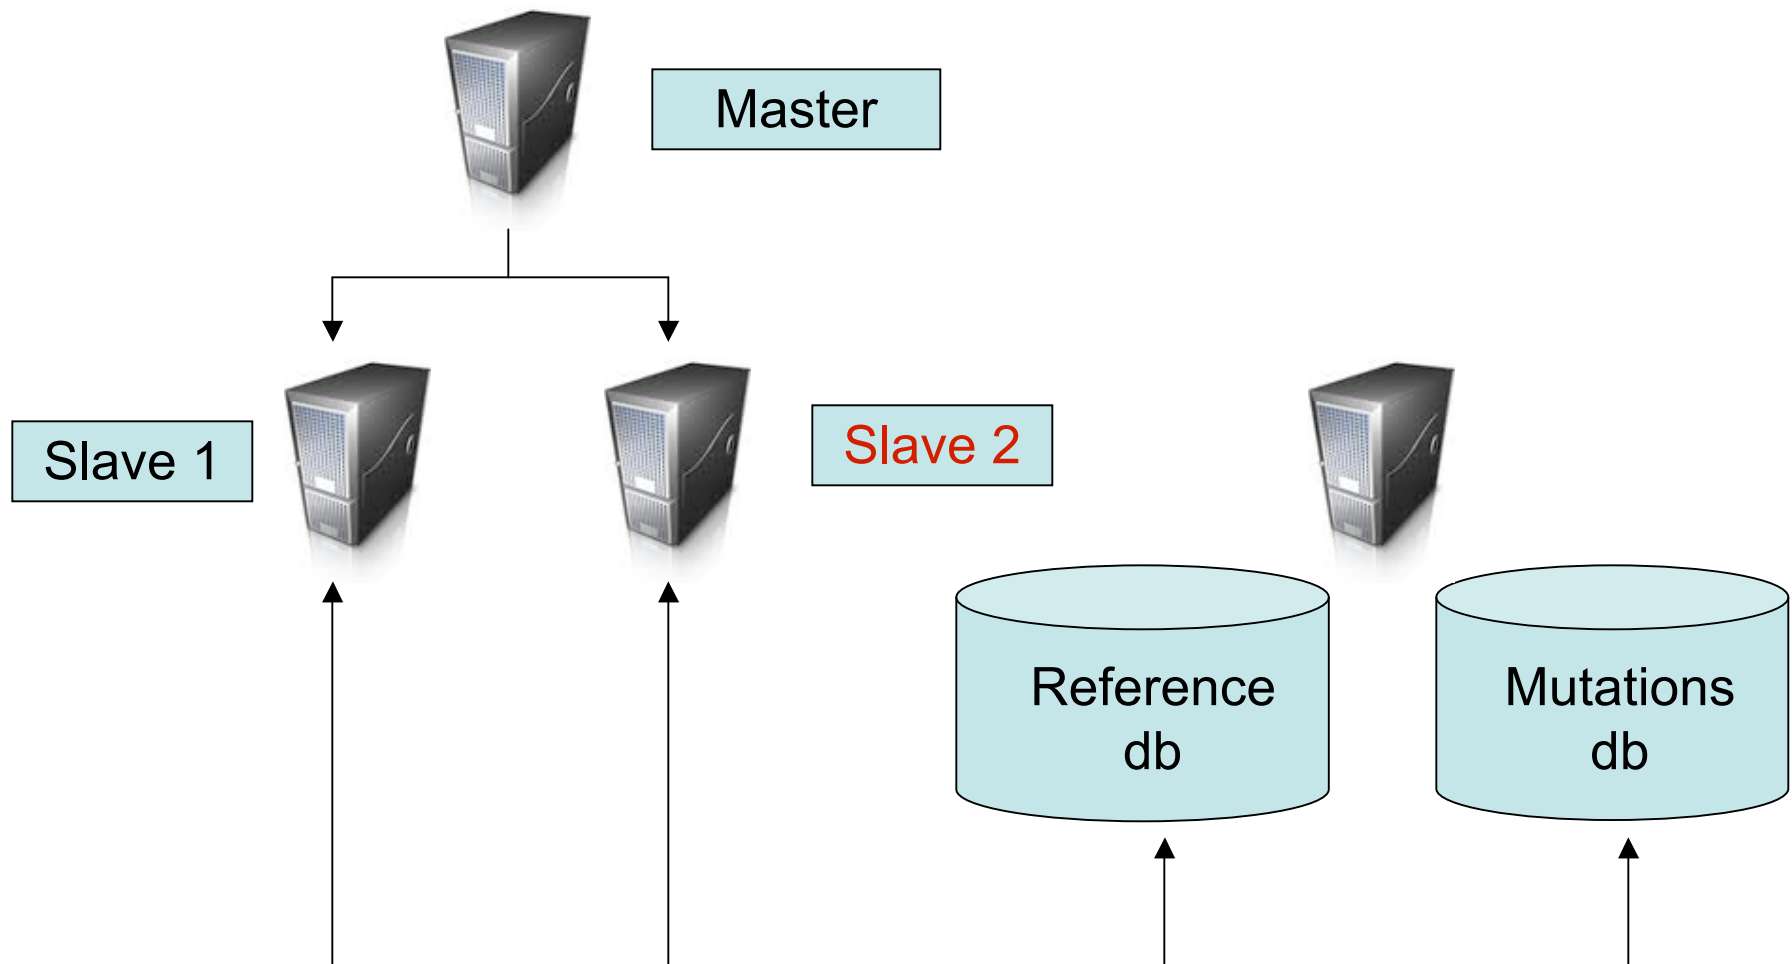 Master
Slave 1
Slave 2
Reference
db
Mutations
db